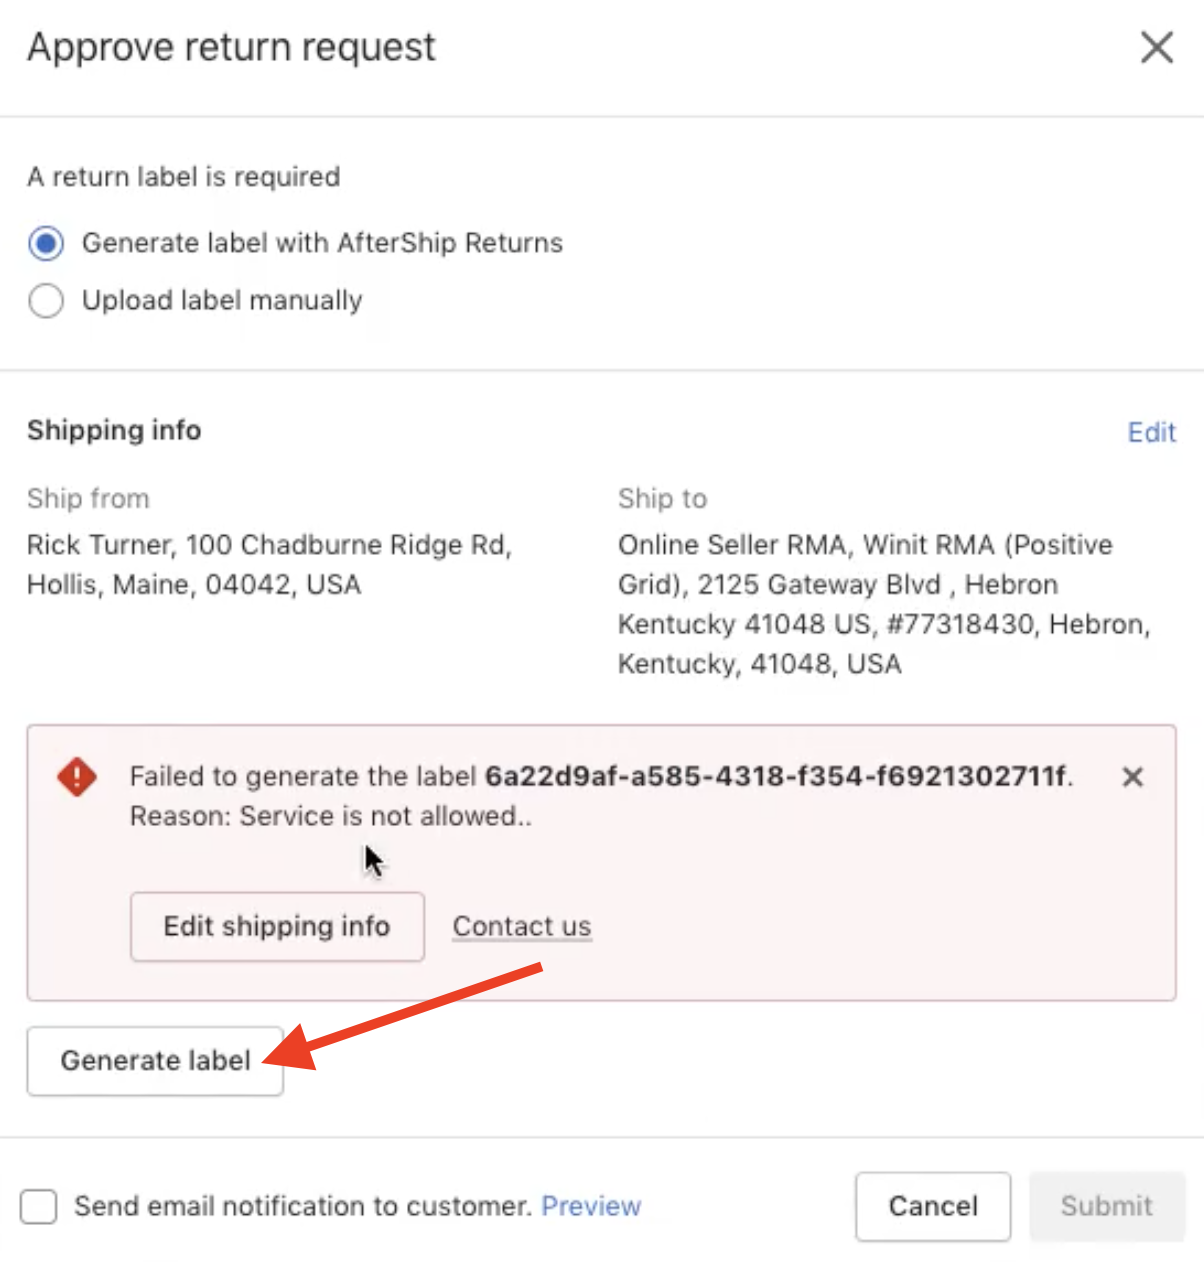 Approve return request
A return label is required
Generate label with AfterShip Returns
Upload label manually
Shipping info
Edit
Ship from
Rick Turner, 100 Chadburne Ridge Rd,
Hollis, Maine, 04042, USA
Ship to
Online Seller RMA, Winit RMA (Positive
Grid), 2125 Gateway Blvd , Hebron
Kentucky 41048 US, #77318430, Hebron,
Kentucky, 41048, USA
Failed to generate the label 6a22d9af-a585-4318-f354-f6921302711f.
Reason: Service is not allowed..
Edit shipping info
Contact us
Generate label
Send email notification to customer. Preview
Cancel
Submit